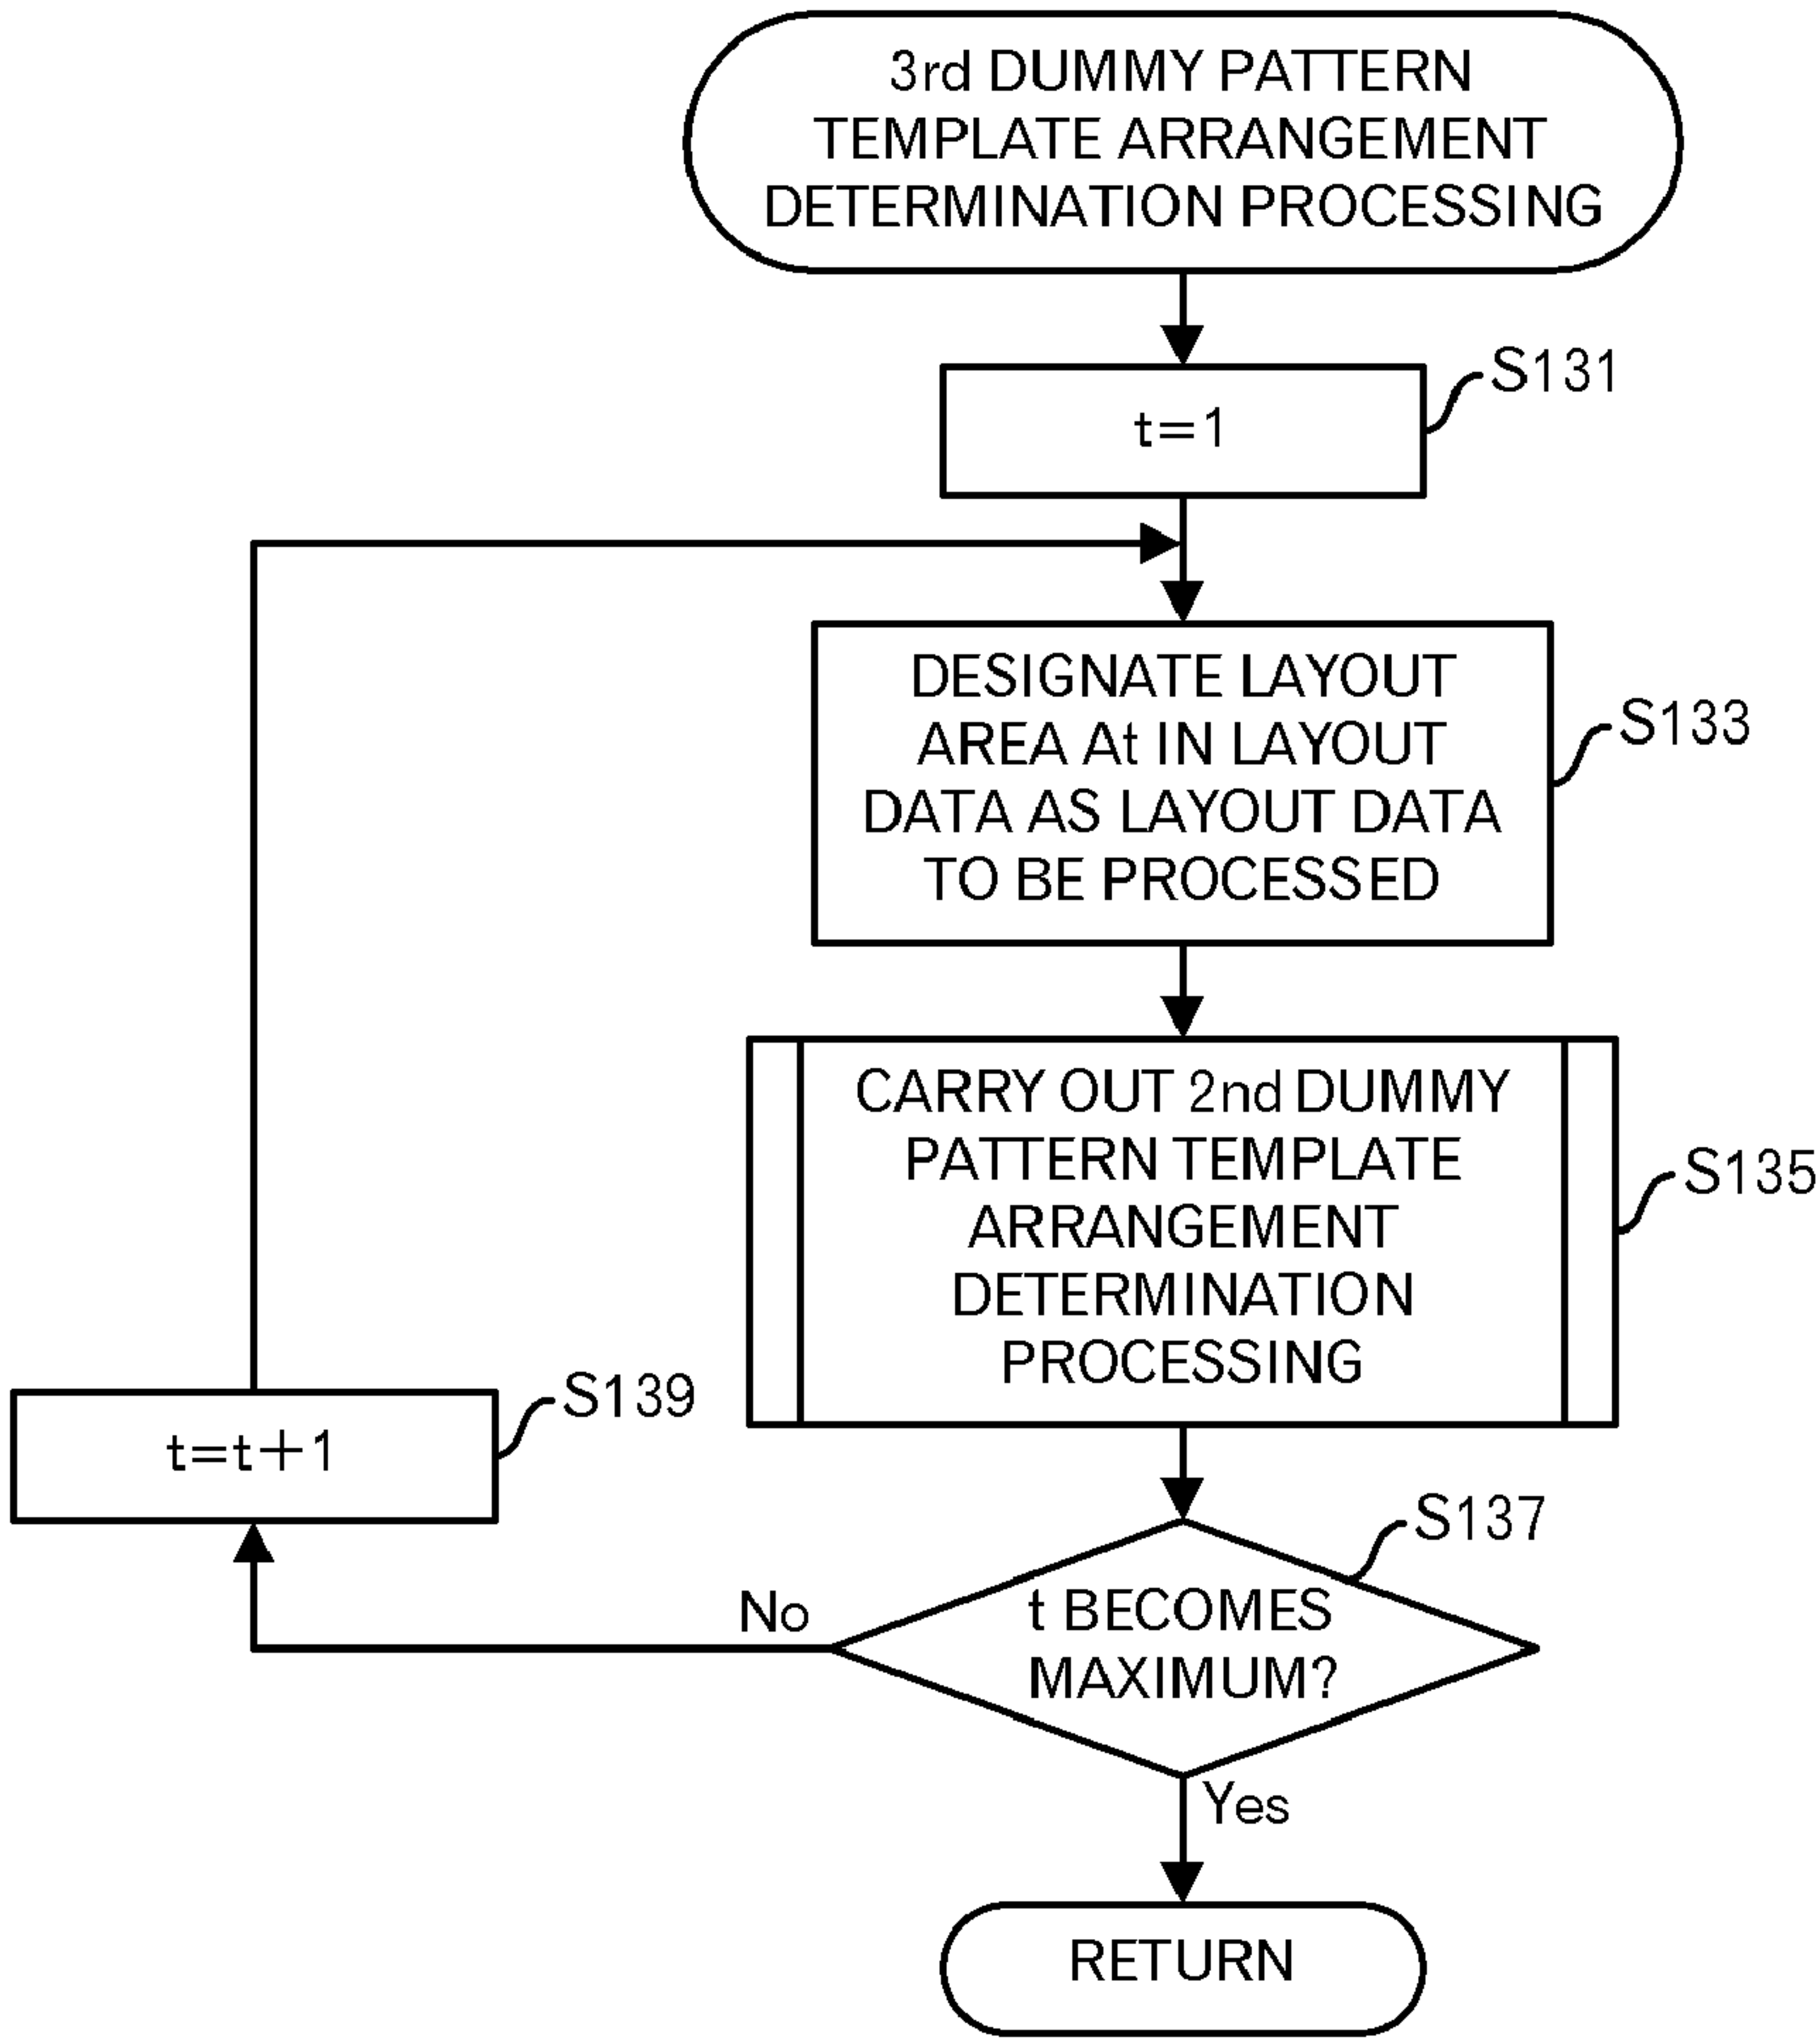 3rd DUMMY PATTERN
TEMPLATE ARRANGEMENT
DETERMINATION PROCESSING
S131
t=1
DESIGNATE LAYOUT
AREA At IN LAYOUT
DATA AS LAYOUT DATA
TO BE PROCESSED
S133
CARRY OUT 2nd DUMMY
PATTERN TEMPLATE
ARRANGEMENT
DETERMINATION
PROCESSING
S135
S139
t=t+1
S137
t BECOMES
MAXIMUM?
No
Yes
RETURN